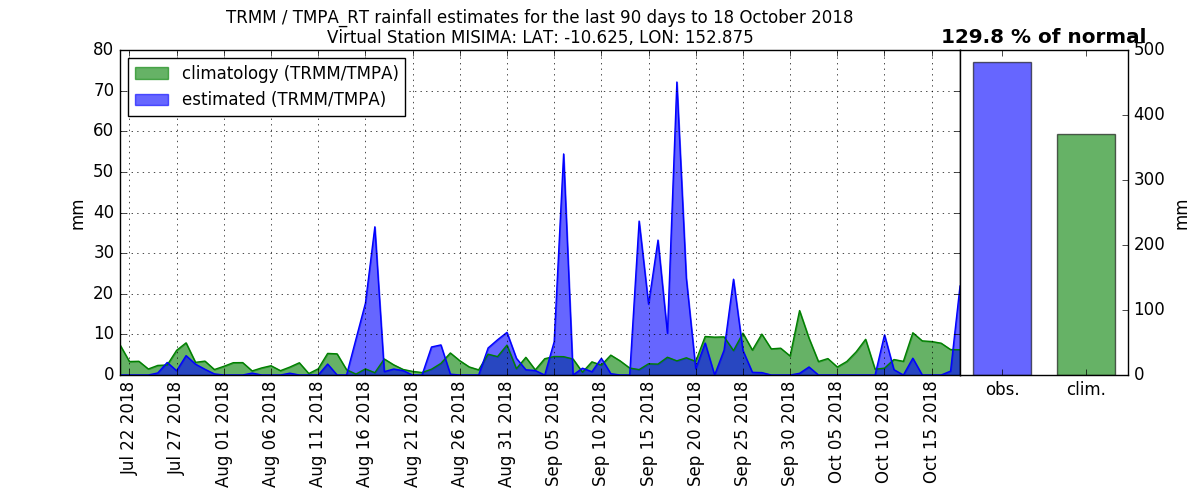 TRMM / TMPA_RT rainfall estimates for the last 90 days to 18 October 2018
Virtual Station MISIMA: LAT: -10.625, LON: 152.875
129.8 % of normal
climatology (TRMM/TMPA)
estimated (TRMM/TMPA)
mm
80
70
60
50
40
30
20
10
0
Jul 22 2018
Jul 27 2018
Aug 01 2018
Aug 06 2018
Aug 11 2018
Aug 16 2018
Aug 21 2018
Aug 26 2018
Aug 31 2018
Sep 05 2018
Sep 10 2018
Sep 15 2018
Sep 20 2018
Sep 25 2018
Sep 30 2018
Oct 05 2018
Oct 10 2018
Oct 15 2018
obs.
clim.
500
400
300
200
100
0
mm